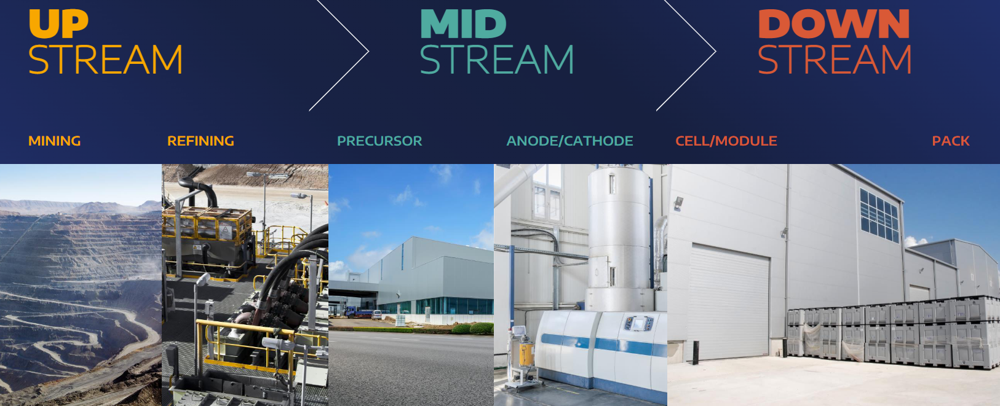 UP
STREAM
MID
STREAM
DOWN
STREAM
MINING
REFINING
PRECURSOR
ANODE/CATHODE
CELL/MODULE
PACK